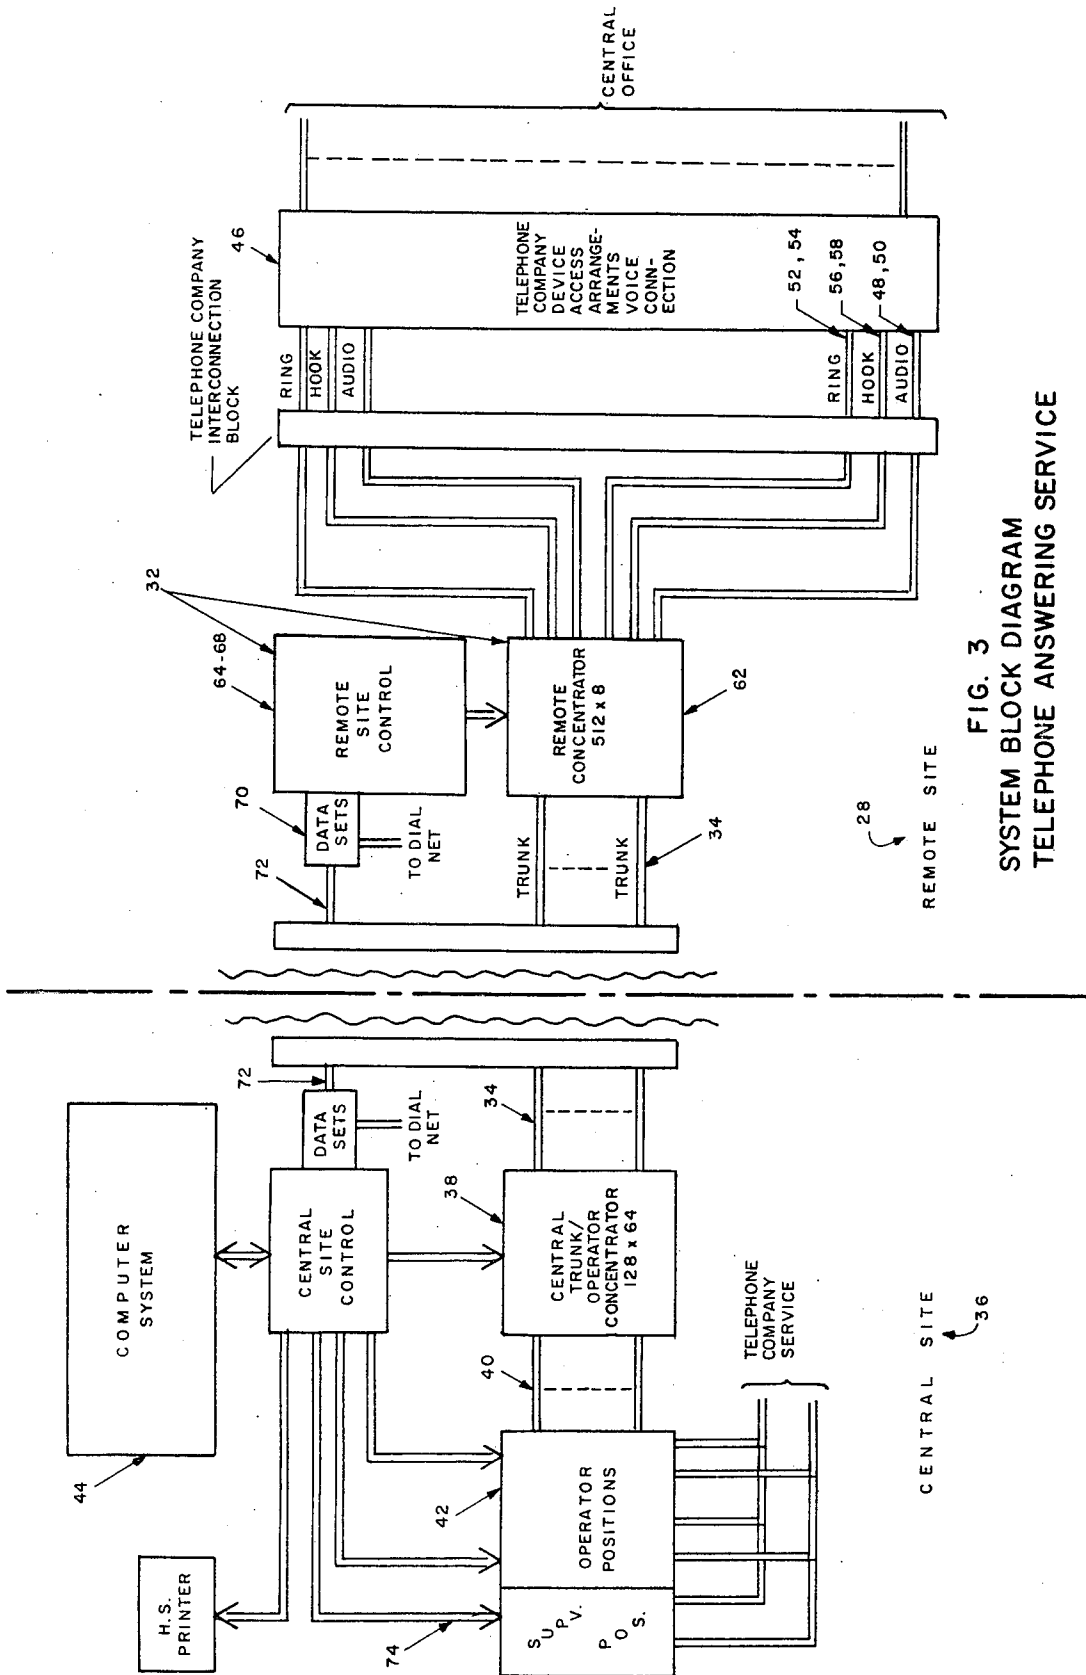 CENTRAL
OFFICE
46
TELEPHONE COMPANY
INTERCONNECTION
BLOCK
TELEPHONE
COMPANY
DEVICE
ACCESS
ARRANGE-
MENTS
VOICE
CONN-
ECTION
RING
HOOK
AUDIO
RING
HOOK
AUDIO
52, 54
56, 58
48, 50
32
64-68
REMOTE
SITE
CONTROL
REMOTE
CONCENTRATOR
512 x 8
62
70
DATA
SETS
TO DIAL
NET
72
TRUNK
TRUNK
34
28
REMOTE SITE
72
DATA
SETS
TO DIAL
NET
34
COMPUTER
SYSTEM
44
CENTRAL
SITE
CONTROL
38
CENTRAL
TRUNK/
OPERATOR
CONCENTRATOR
128 x 64
40
TELEPHONE
COMPANY
SERVICE
H.S.
PRINTER
42
OPERATOR
POSITIONS
SUPV.
POS.
74
CENTRAL SITE
36
FIG. 3
SYSTEM BLOCK DIAGRAM
TELEPHONE ANSWERING SERVICE